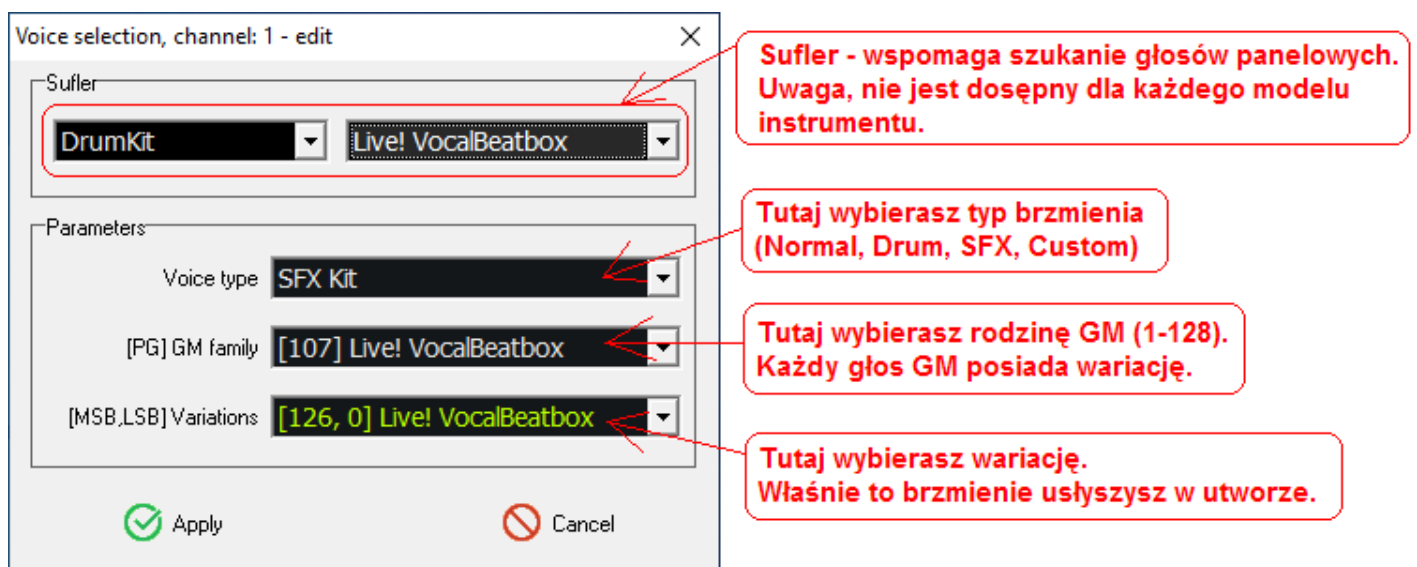 Voice selection, channel: 1 - edit
Sufler
DrumKit
Live! VocalBeatbox
Sufler - wspomaga szukanie głosów panelowych.
Uwaga, nie jest dosępny dla każdego modelu
instrumentu.
Parameters
Voice type
SFX Kit
Tutaj wybierasz typ brzmienia
(Normal, Drum, SFX, Custom)
[PG] GM family
[107] Live! VocalBeatbox
Tutaj wybierasz rodzinę GM (1-128).
Każdy głos GM posiada wariację.
[MSB,LSB] Variations
[126, 0] Live! VocalBeatbox
Tutaj wybierasz wariację.
Właśnie to brzmienie usłyszysz w utworze.
Apply
Cancel